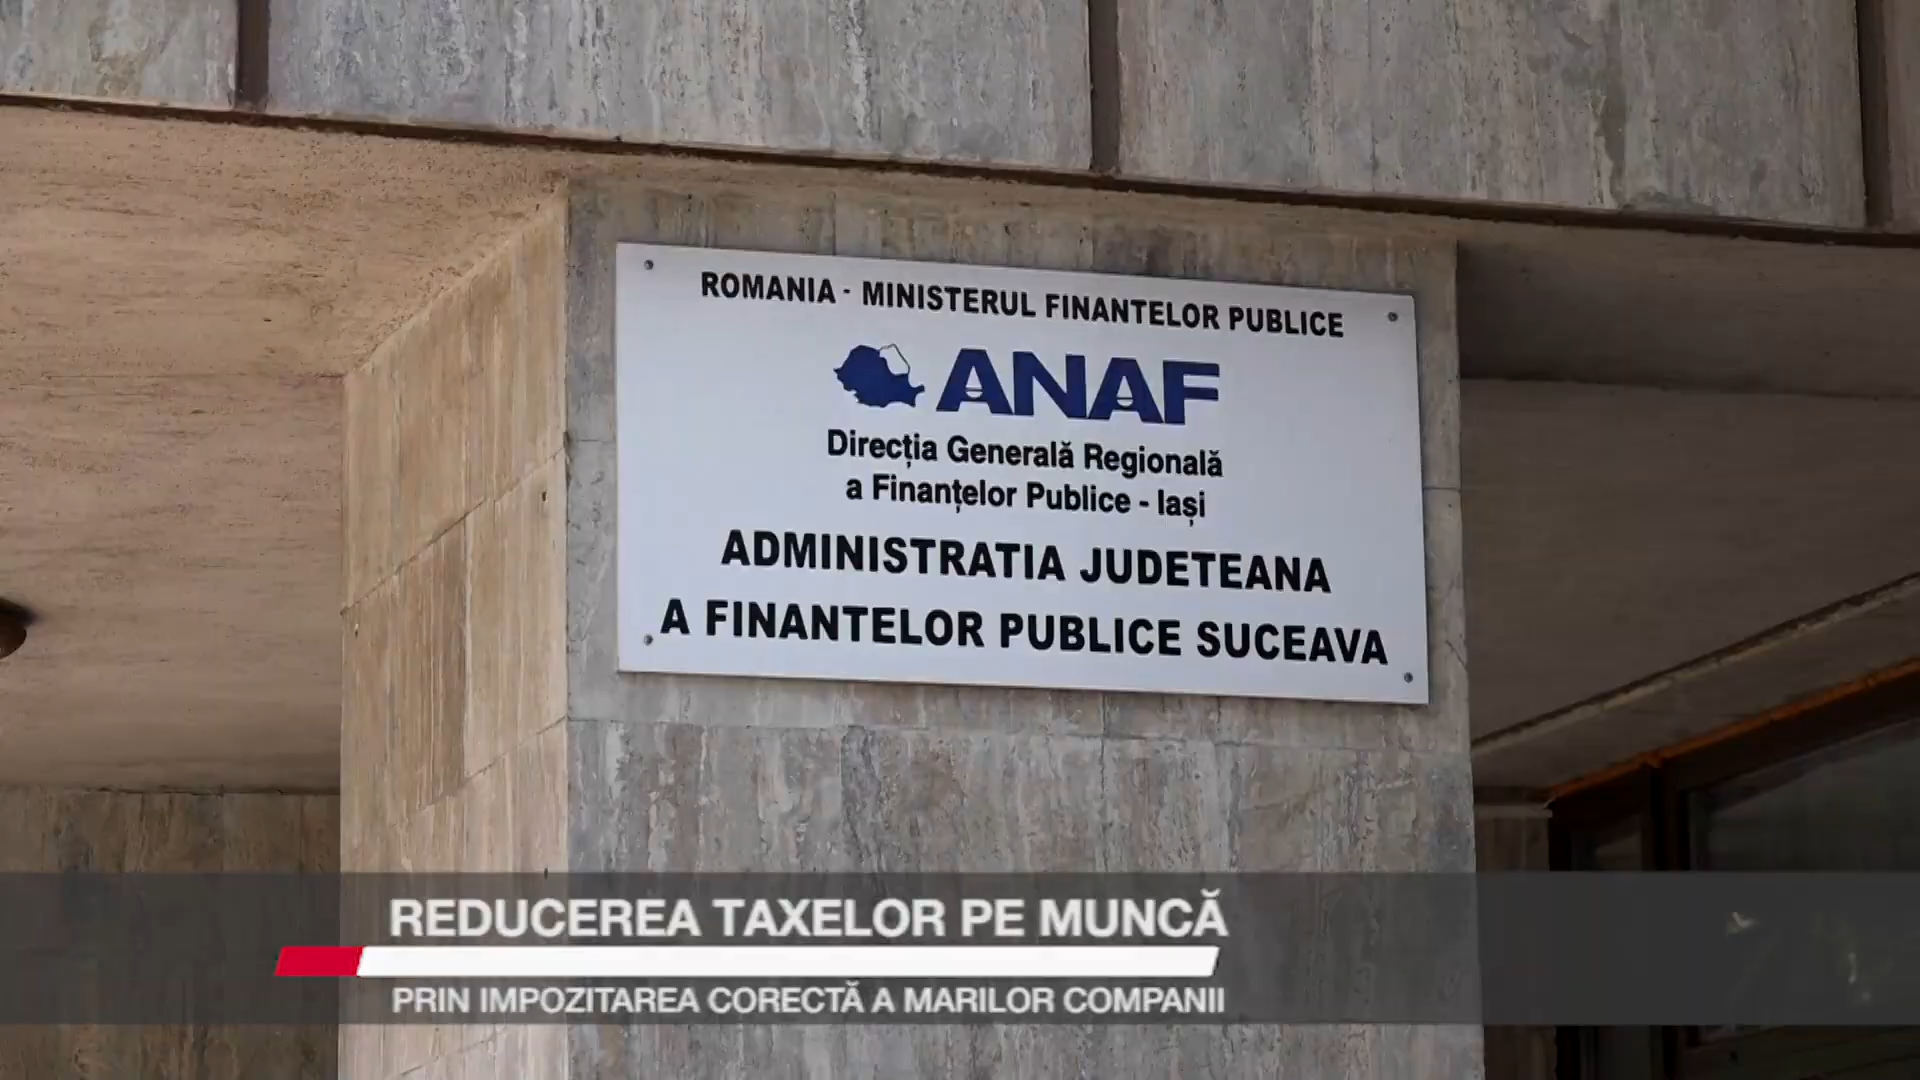 ROMANIA - MINISTERUL FINANTELOR PUBLICE
ANAF
Direcția Generală Regională
a Finanțelor Publice - Iași
ADMINISTRATIA JUDETEANA
A FINANTELOR PUBLICE SUCEAVA
REDUCEREA TAXELOR PE MUNCĂ
PRIN IMPOZITAREA CORECTĂ A MARILOR COMPANII